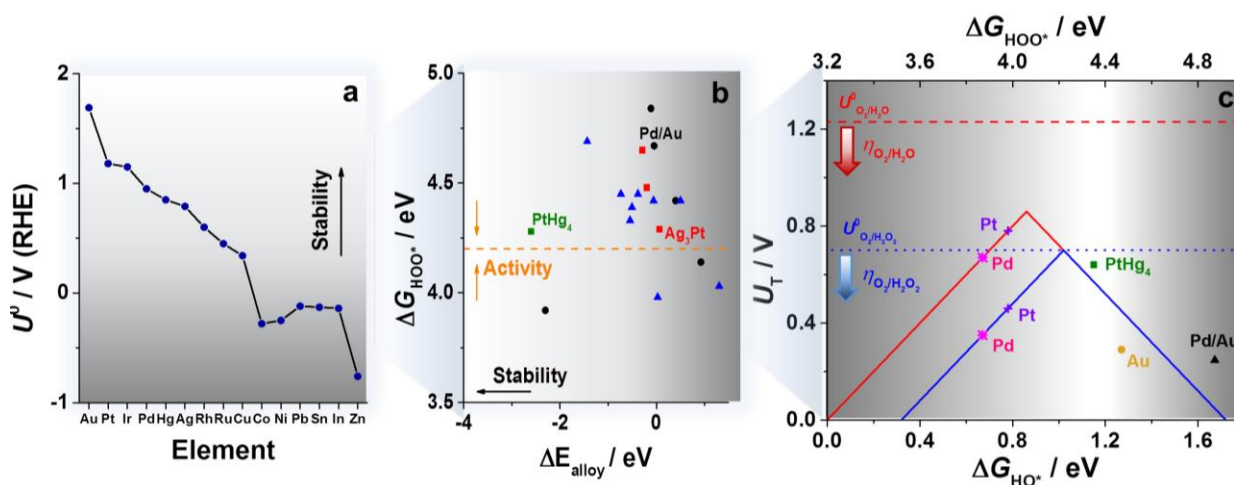 a
2
1
0
-1
U⁰ / V (RHE)
Stability
Au Pt Ir Pd Hg Ag Rh Ru Cu Co Ni Pb Sn In Zn
Element
b
5.0
4.5
4.0
3.5
ΔG_HOO* / eV
Pd/Au
PtHg₄
Ag₃Pt
Activity
Stability
-4 -2 0
ΔE_alloy / eV
ΔG_HOO* / eV
3.2 3.6 4.0 4.4 4.8
c
U⁰_O₂/H₂O
η_O₂/H₂O
U⁰_O₂/H₂O₂
η_O₂/H₂O₂
1.2
0.8
0.4
0.0
U_T / V
Pt
Pd
PtHg₄
Pt
Pd
Au
Pd/Au
0.0 0.4 0.8 1.2 1.6
ΔG_HO* / eV